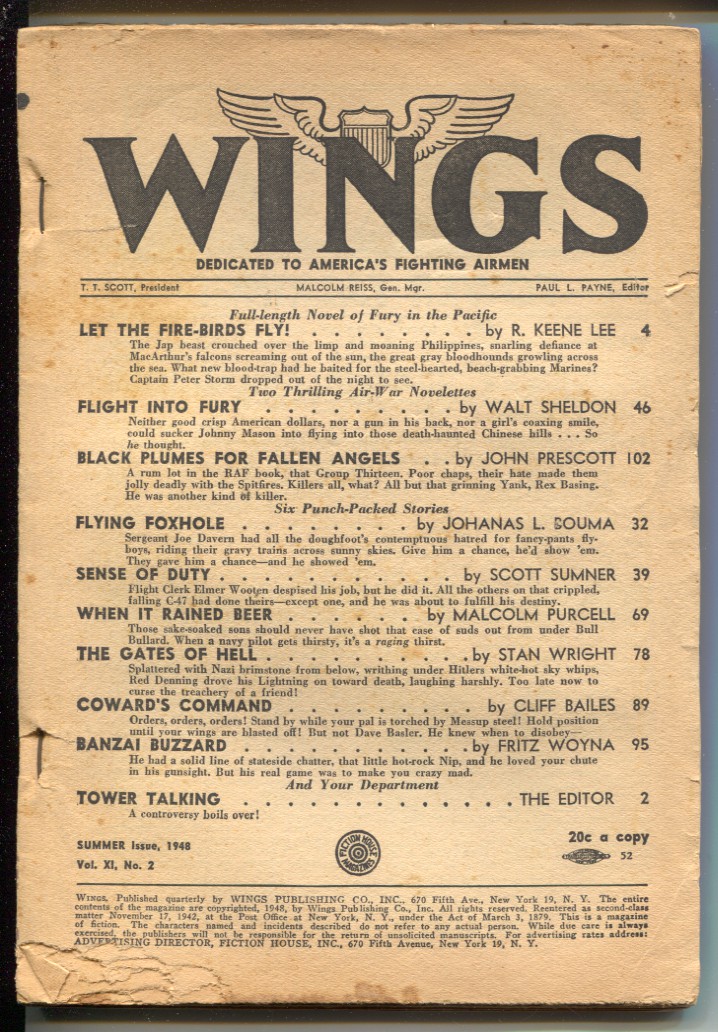 WINGS
DEDICATED TO AMERICA'S FIGHTING AIRMEN
T. T. SCOTT, President MALCOLM REISS, Gen. Mgr. PAUL L. PAYNE, Editor
Full-length Novel of Fury in the Pacific
LET THE FIRE-BIRDS FLY! . . . . . . . . by R. KEENE LEE 4
The Jap beast crouched over the limp and moaning Philippines, snarling defiance at
MacArthur's falcons screaming out of the sun, the great gray bloodhounds growling across
the sea. What new blood-trap had he baited for the steel-hearted, beach-grabbing Marines?
Captain Peter Storm dropped out of the night to see.
Two Thrilling Air-War Novelettes
FLIGHT INTO FURY . . . . . . . . . by WALT SHELDON 46
Neither good crisp American dollars, nor a gun in his back, nor a girl's coaxing smile,
could sucker Johnny Mason into flying into those death-haunted Chinese hills . . . So
he thought.
BLACK PLUMES FOR FALLEN ANGELS . . by JOHN PRESCOTT 102
A rum lot in the RAF book, that Group Thirteen. Poor chaps, their hate made them
jolly deadly with the Spitfires. Killers all, what? All but that grinning Yank, Rex Basing.
He was another kind of killer.
Six Punch-Packed Stories
FLYING FOXHOLE . . . . . . . . by JOHANAS L. BOUMA 32
Sergeant Joe Davern had all the doughfoot's contemptuous hatred for fancy-pants fly-
boys, riding their gravy trains across sunny skies. Give him a chance, he'd show 'em.
They gave him a chance—and he showed 'em.
SENSE OF DUTY . . . . . . . . . . by SCOTT SUMNER 39
Flight Clerk Elmer Wooten despised his job, but he did it. All the others on that crippled,
falling C-47 had done theirs—except one, and he was about to fulfill his destiny.
WHEN IT RAINED BEER . . . . . . by MALCOLM PURCELL 69
Those sake-soaked sons should never have shot that case of suds out from under Bull
Bullard. When a navy pilot gets thirsty, it's a raging thirst.
THE GATES OF HELL . . . . . . . . . . by STAN WRIGHT 78
Splattered with Nazi brimstone from below, writhing under Hitlers white-hot sky whips,
Red Denning drove his Lightning on toward death, laughing harshly. Too late now to
curse the treachery of a friend!
COWARD'S COMMAND . . . . . . . . . by CLIFF BAILES 89
Orders, orders, orders! Stand by while your pal is torched by Messup steel! Hold position
until your wings are blasted off! But not Dave Basler. He knew when to disobey—
BANZAI BUZZARD . . . . . . . . . . by FRITZ WOYNA 95
He had a solid line of stateside chatter, that little hot-rock Nip, and he loved your chute
in his gunsight. But his real game was to make you crazy mad.
And Your Department
TOWER TALKING . . . . . . . . . . . . . THE EDITOR 2
A controversy boils over!
SUMMER Issue, 1948
Vol. XI, No. 2
FICTION HOUSE MAGAZINES
20c a copy
52
WINGS. Published quarterly by WINGS PUBLISHING CO., INC., 670 Fifth Ave., New York 19, N. Y. The entire
contents of the magazine are copyrighted, 1948, by Wings Publishing Co., Inc. All rights reserved. Reentered as second-class
matter November 17, 1942, at the Post Office at New York, N. Y., under the Act of March 3, 1879. This is a magazine
of fiction. The characters named and incidents described do not refer to any actual person. While due care is always
exercised, the publishers will not be responsible for the return of unsolicited manuscripts. For advertising rates address:
ADVERTISING DIRECTOR, FICTION HOUSE, INC., 670 Fifth Avenue, New York 19, N. Y.